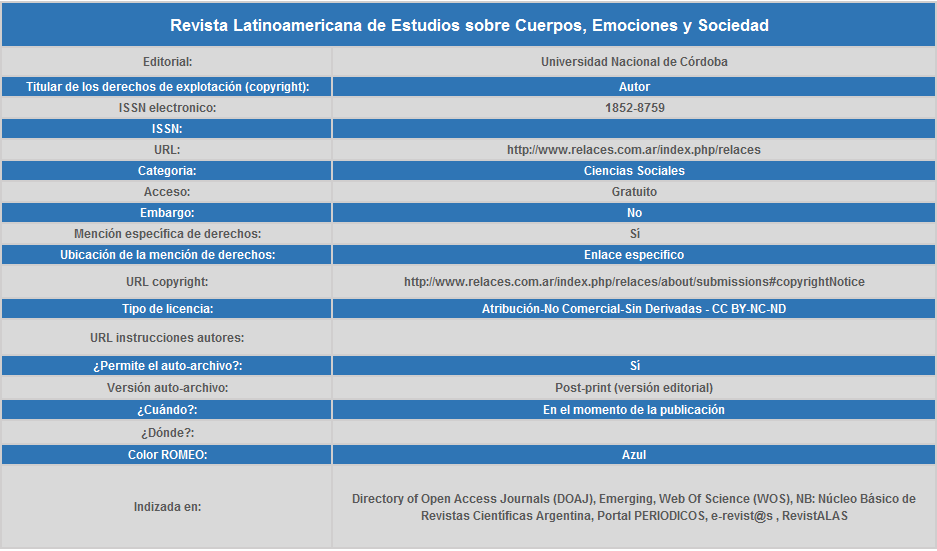 Revista Latinoamericana de Estudios sobre Cuerpos, Emociones y Sociedad
Editorial: Universidad Nacional de Córdoba
Titular de los derechos de explotación (copyright): Autor
ISSN electronico: 1852-8759
ISSN:
URL: http://www.relaces.com.ar/index.php/relaces
Categoria: Ciencias Sociales
Acceso: Gratuito
Embargo: No
Mención específica de derechos: Sí
Ubicación de la mención de derechos: Enlace específico
URL copyright: http://www.relaces.com.ar/index.php/relaces/about/submissions#copyrightNotice
Tipo de licencia: Atribución-No Comercial-Sin Derivadas - CC BY-NC-ND
URL instrucciones autores:
¿Permite el auto-archivo?: Sí
Versión auto-archivo: Post-print (versión editorial)
¿Cuándo?: En el momento de la publicación
¿Dónde?:
Color ROMEO: Azul
Indizada en: Directory of Open Access Journals (DOAJ), Emerging, Web Of Science (WOS), NB: Núcleo Básico de
Revistas Científicas Argentina, Portal PERIODICOS, e-revist@s , RevistALAS